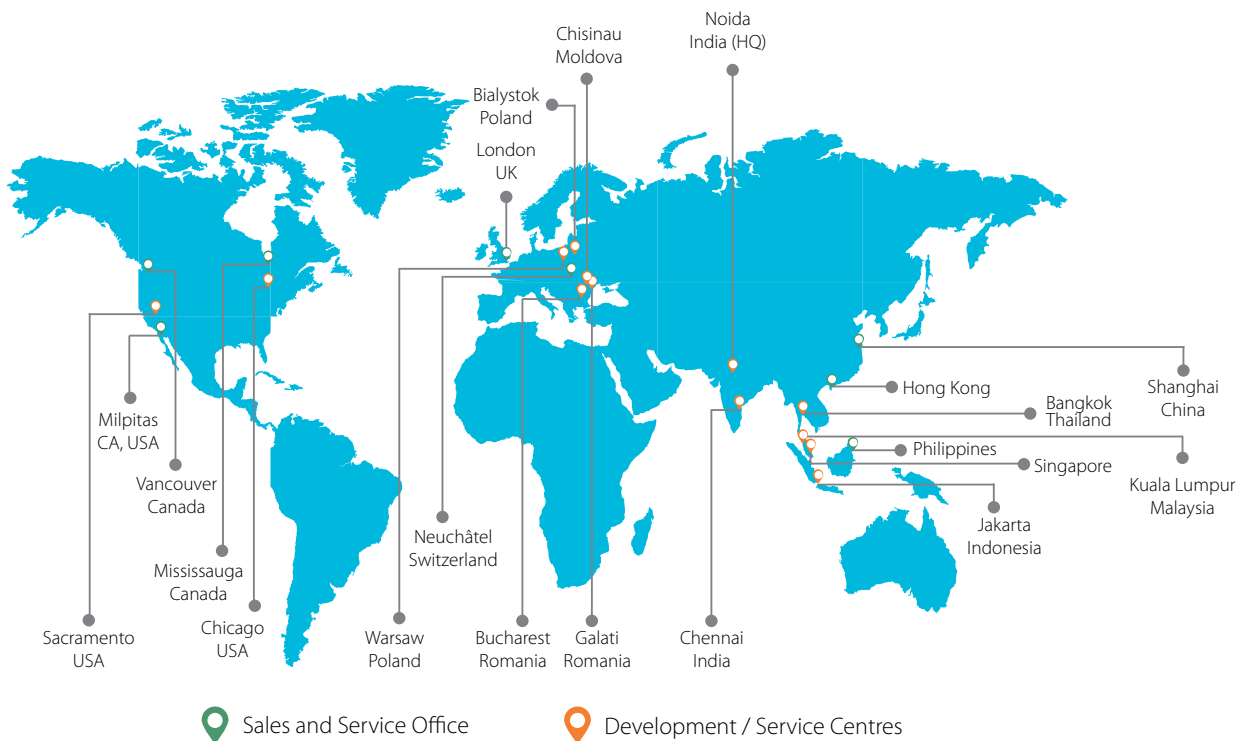 Noida
India (HQ)
Chisinau
Moldova
Bialystok
Poland
London
UK
Milpitas
CA, USA
Vancouver
Canada
Mississauga
Canada
Chicago
USA
Sacramento
USA
Neuchâtel
Switzerland
Warsaw
Poland
Bucharest
Romania
Galati
Romania
Chennai
India
Hong Kong
Shanghai
China
Bangkok
Thailand
Philippines
Singapore
Kuala Lumpur
Malaysia
Jakarta
Indonesia
Sales and Service Office
Development / Service Centres